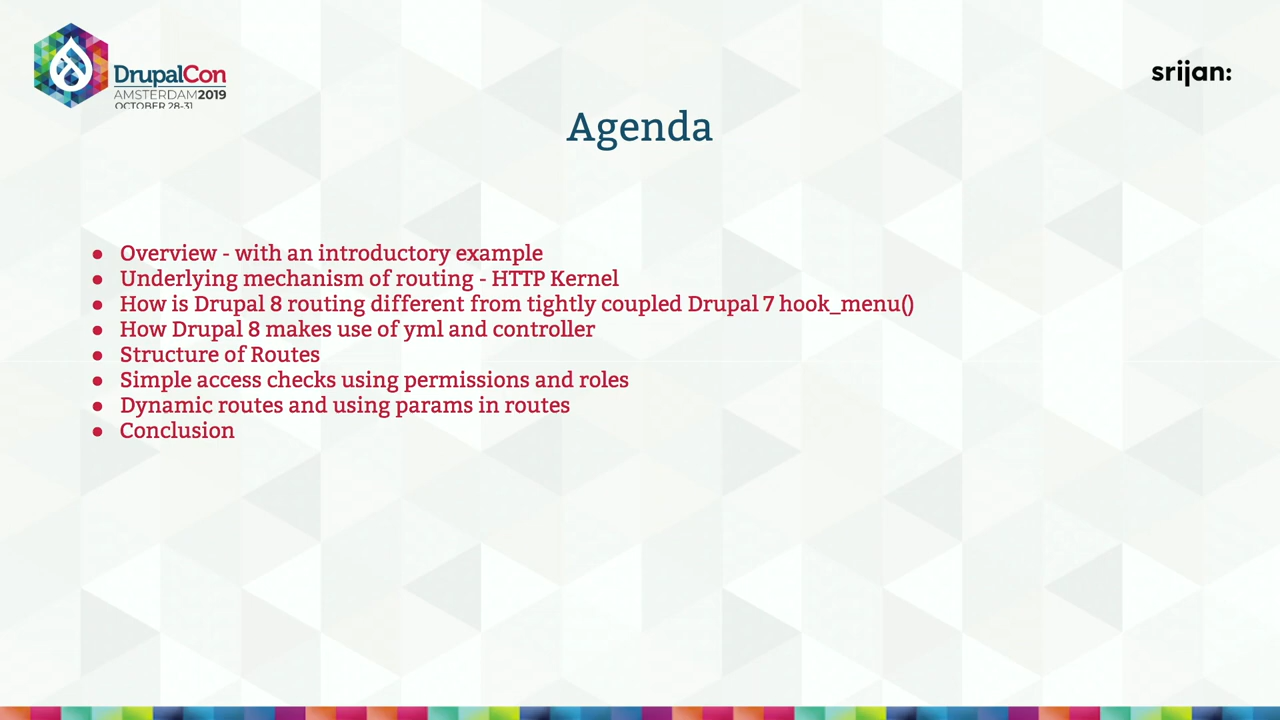 DrupalCon
AMSTERDAM2019
OCTOBER 28-31
srijan:
Agenda
● Overview - with an introductory example
● Underlying mechanism of routing - HTTP Kernel
● How is Drupal 8 routing different from tightly coupled Drupal 7 hook_menu()
● How Drupal 8 makes use of yml and controller
● Structure of Routes
● Simple access checks using permissions and roles
● Dynamic routes and using params in routes
● Conclusion